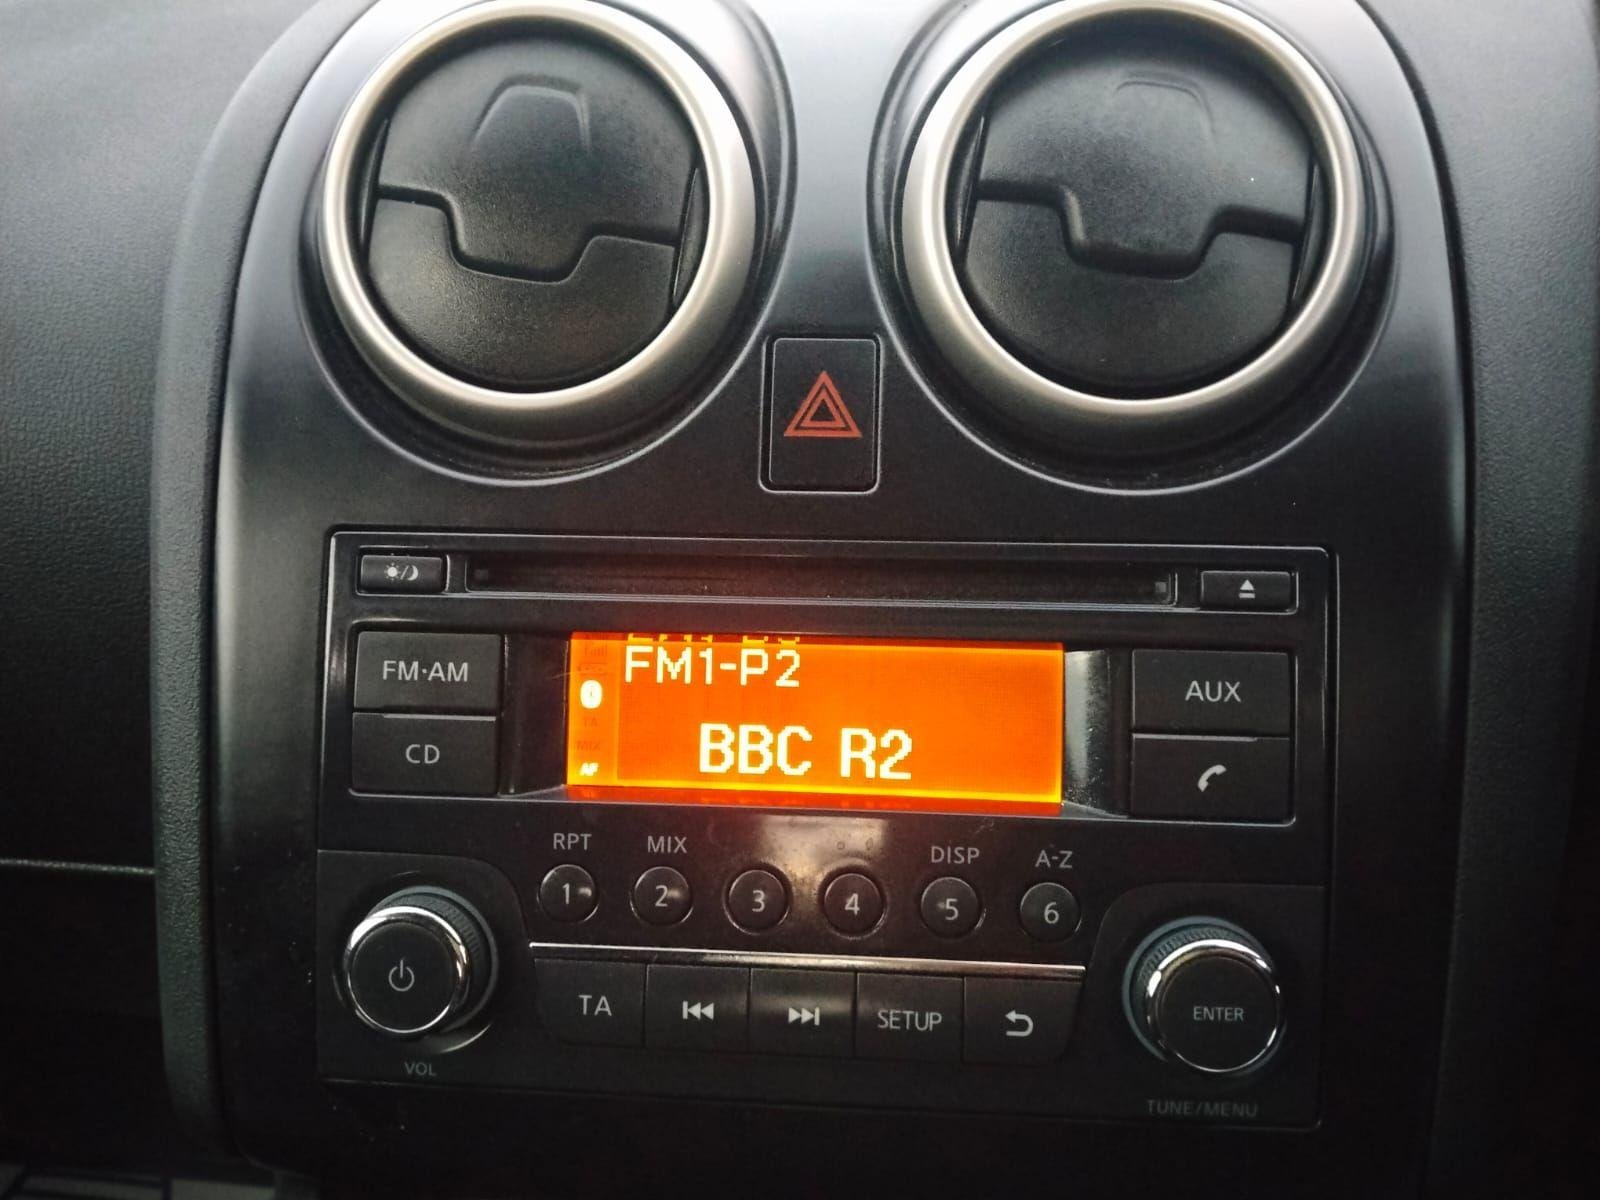 FM·AM
CD
FM1-P2
BBC R2
AF
AUX
RPT
MIX
DISP
A-Z
1
2
3
4
5
6
TA
SETUP
ENTER
VOL
TUNE/MENU